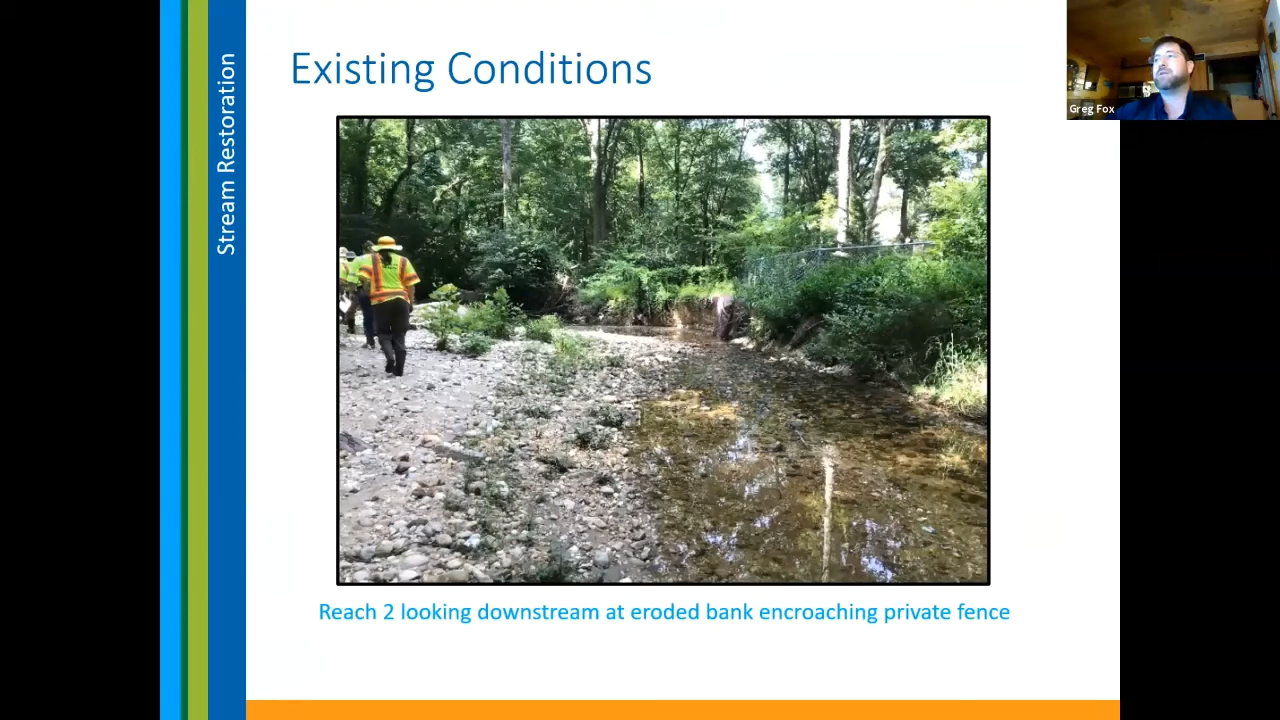 Stream Restoration
Existing Conditions
Greg Fox
Reach 2 looking downstream at eroded bank encroaching private fence